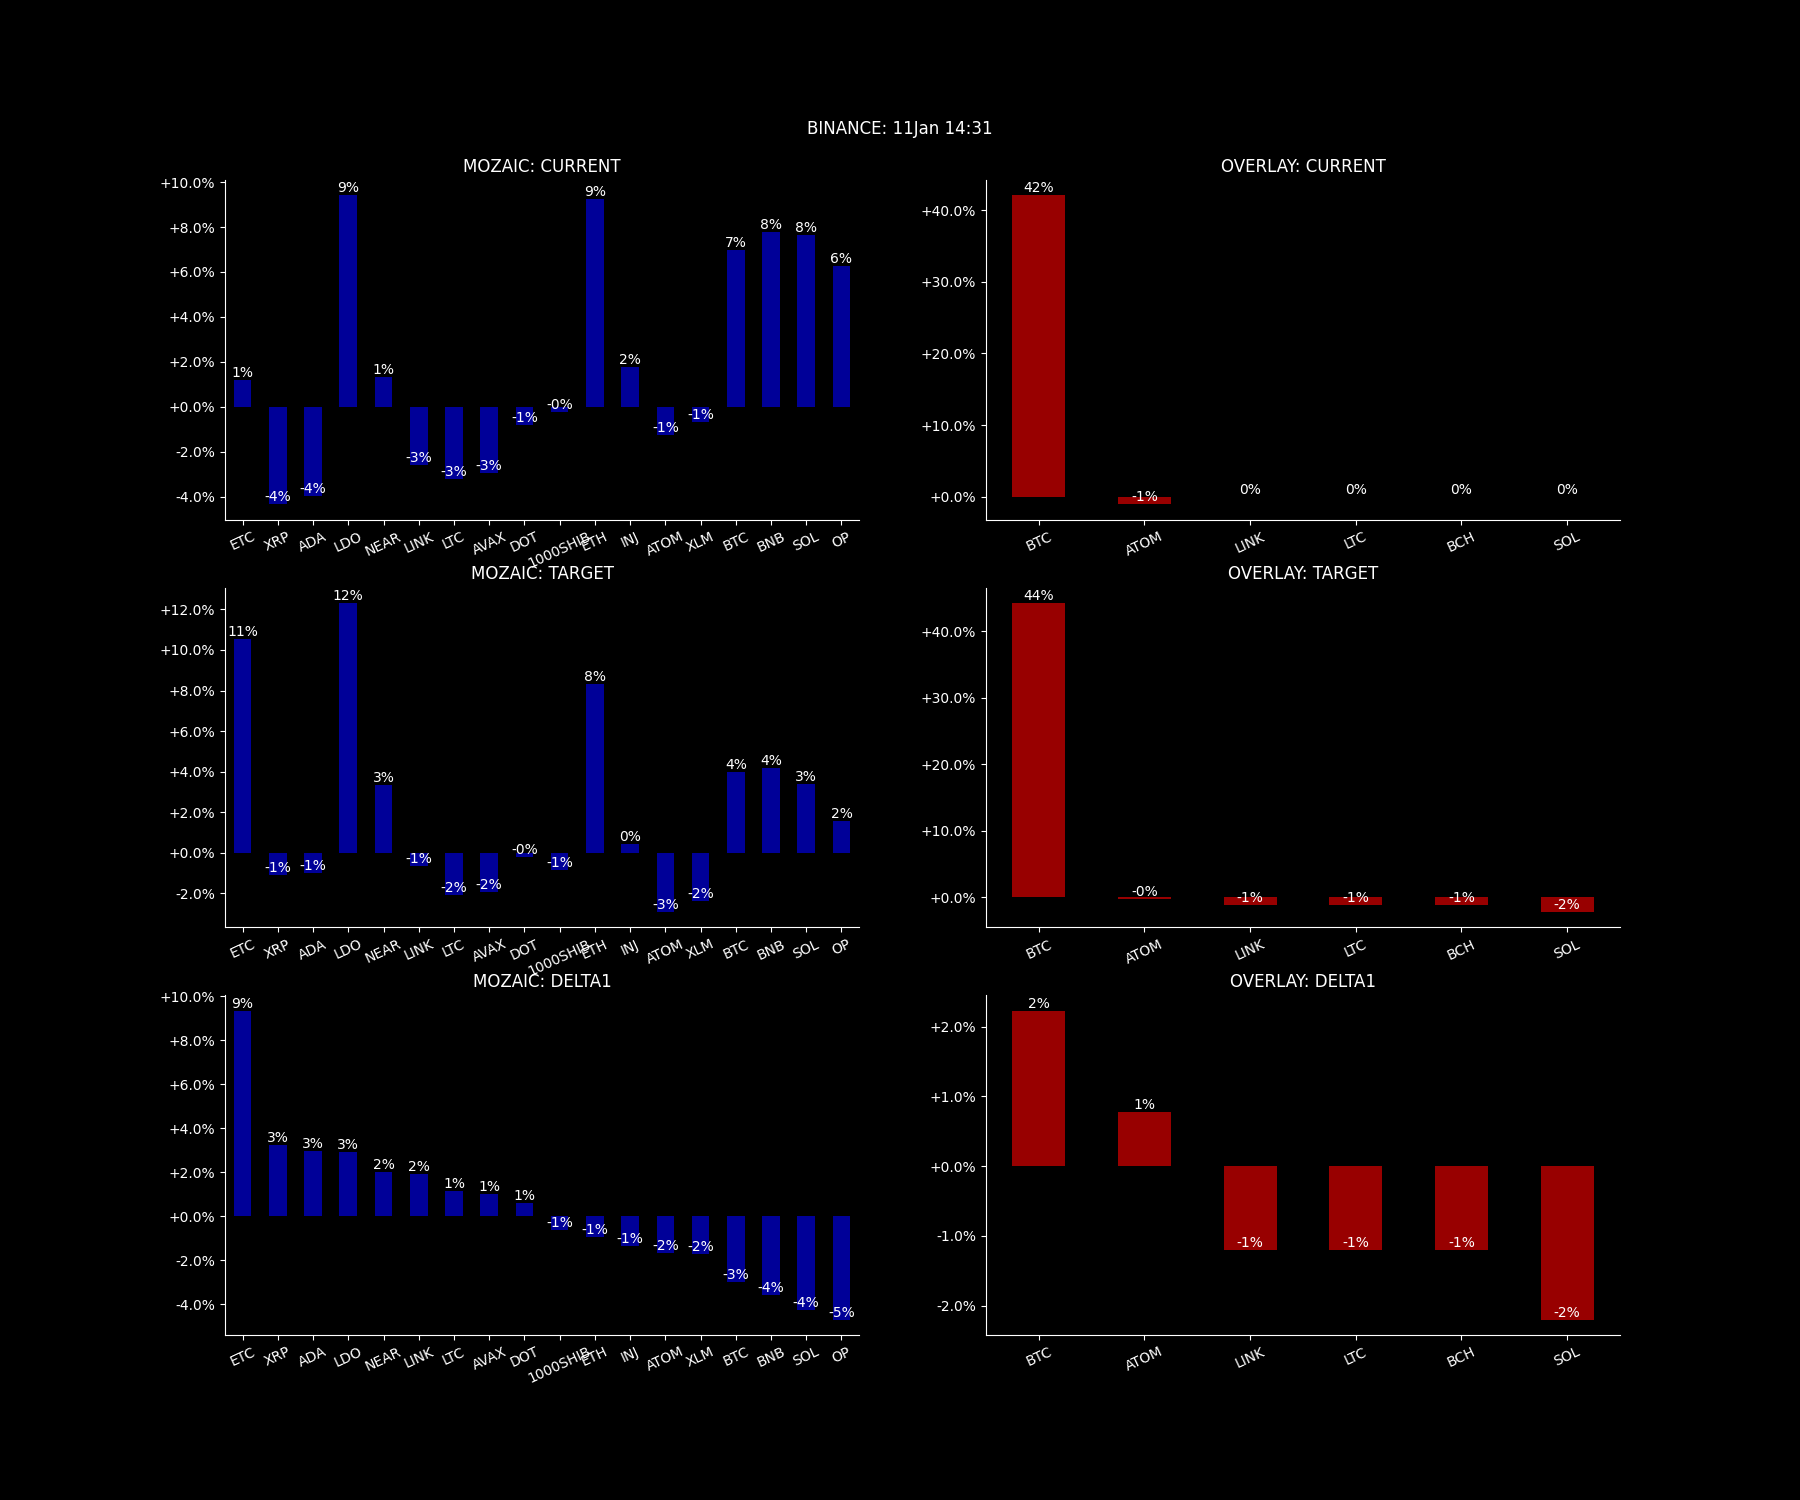 BINANCE: 11Jan 14:31
MOZAIC: CURRENT
+10.0%
+8.0%
+6.0%
+4.0%
+2.0%
+0.0%
-2.0%
-4.0%
1% -4% -4% 9% 1% -3% -3% -3% -1% -0% 9% 2% -1% -1% 7% 8% 8% 6%
ETC XRP ADA LDO NEAR LINK LTC AVAX DOT 1000SHIB ETH INJ ATOM XLM BTC BNB SOL OP
OVERLAY: CURRENT
+40.0%
+30.0%
+20.0%
+10.0%
+0.0%
42% -1% 0% 0% 0% 0%
BTC ATOM LINK LTC BCH SOL
MOZAIC: TARGET
+12.0%
+10.0%
+8.0%
+6.0%
+4.0%
+2.0%
+0.0%
-2.0%
11% -1% -1% 12% 3% -1% -2% -2% -0% -1% 8% 0% -3% -2% 4% 4% 3% 2%
ETC XRP ADA LDO NEAR LINK LTC AVAX DOT 1000SHIB ETH INJ ATOM XLM BTC BNB SOL OP
OVERLAY: TARGET
+40.0%
+30.0%
+20.0%
+10.0%
+0.0%
44% -0% -1% -1% -1% -2%
BTC ATOM LINK LTC BCH SOL
MOZAIC: DELTA1
+10.0%
+8.0%
+6.0%
+4.0%
+2.0%
+0.0%
-2.0%
-4.0%
9% 3% 3% 3% 2% 2% 1% 1% 1% -1% -1% -1% -2% -2% -3% -4% -4% -5%
ETC XRP ADA LDO NEAR LINK LTC AVAX DOT 1000SHIB ETH INJ ATOM XLM BTC BNB SOL OP
OVERLAY: DELTA1
+2.0%
+1.0%
+0.0%
-1.0%
-2.0%
2% 1% -1% -1% -1% -2%
BTC ATOM LINK LTC BCH SOL